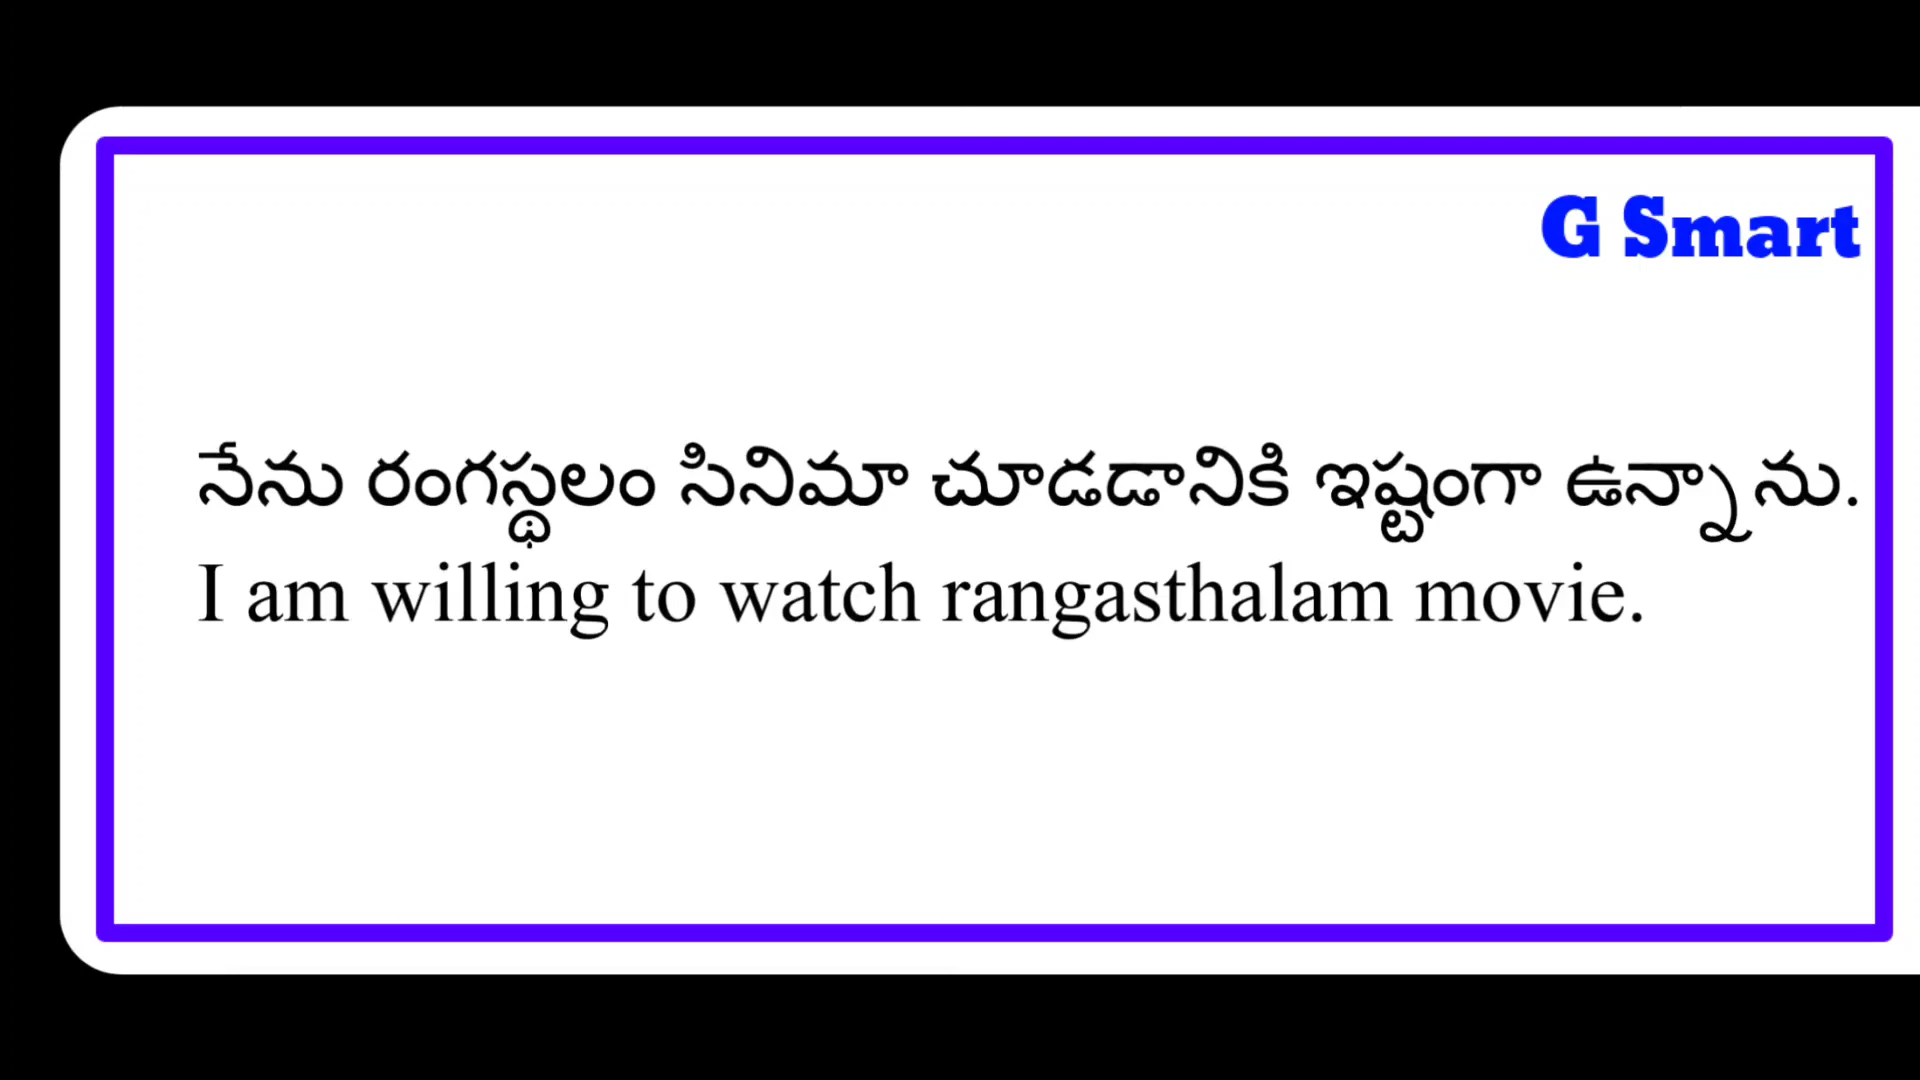 G Smart
నేను రంగస్థలం సినిమా చూడడానికి ఇష్టంగా ఉన్నాను.
I am willing to watch rangasthalam movie.